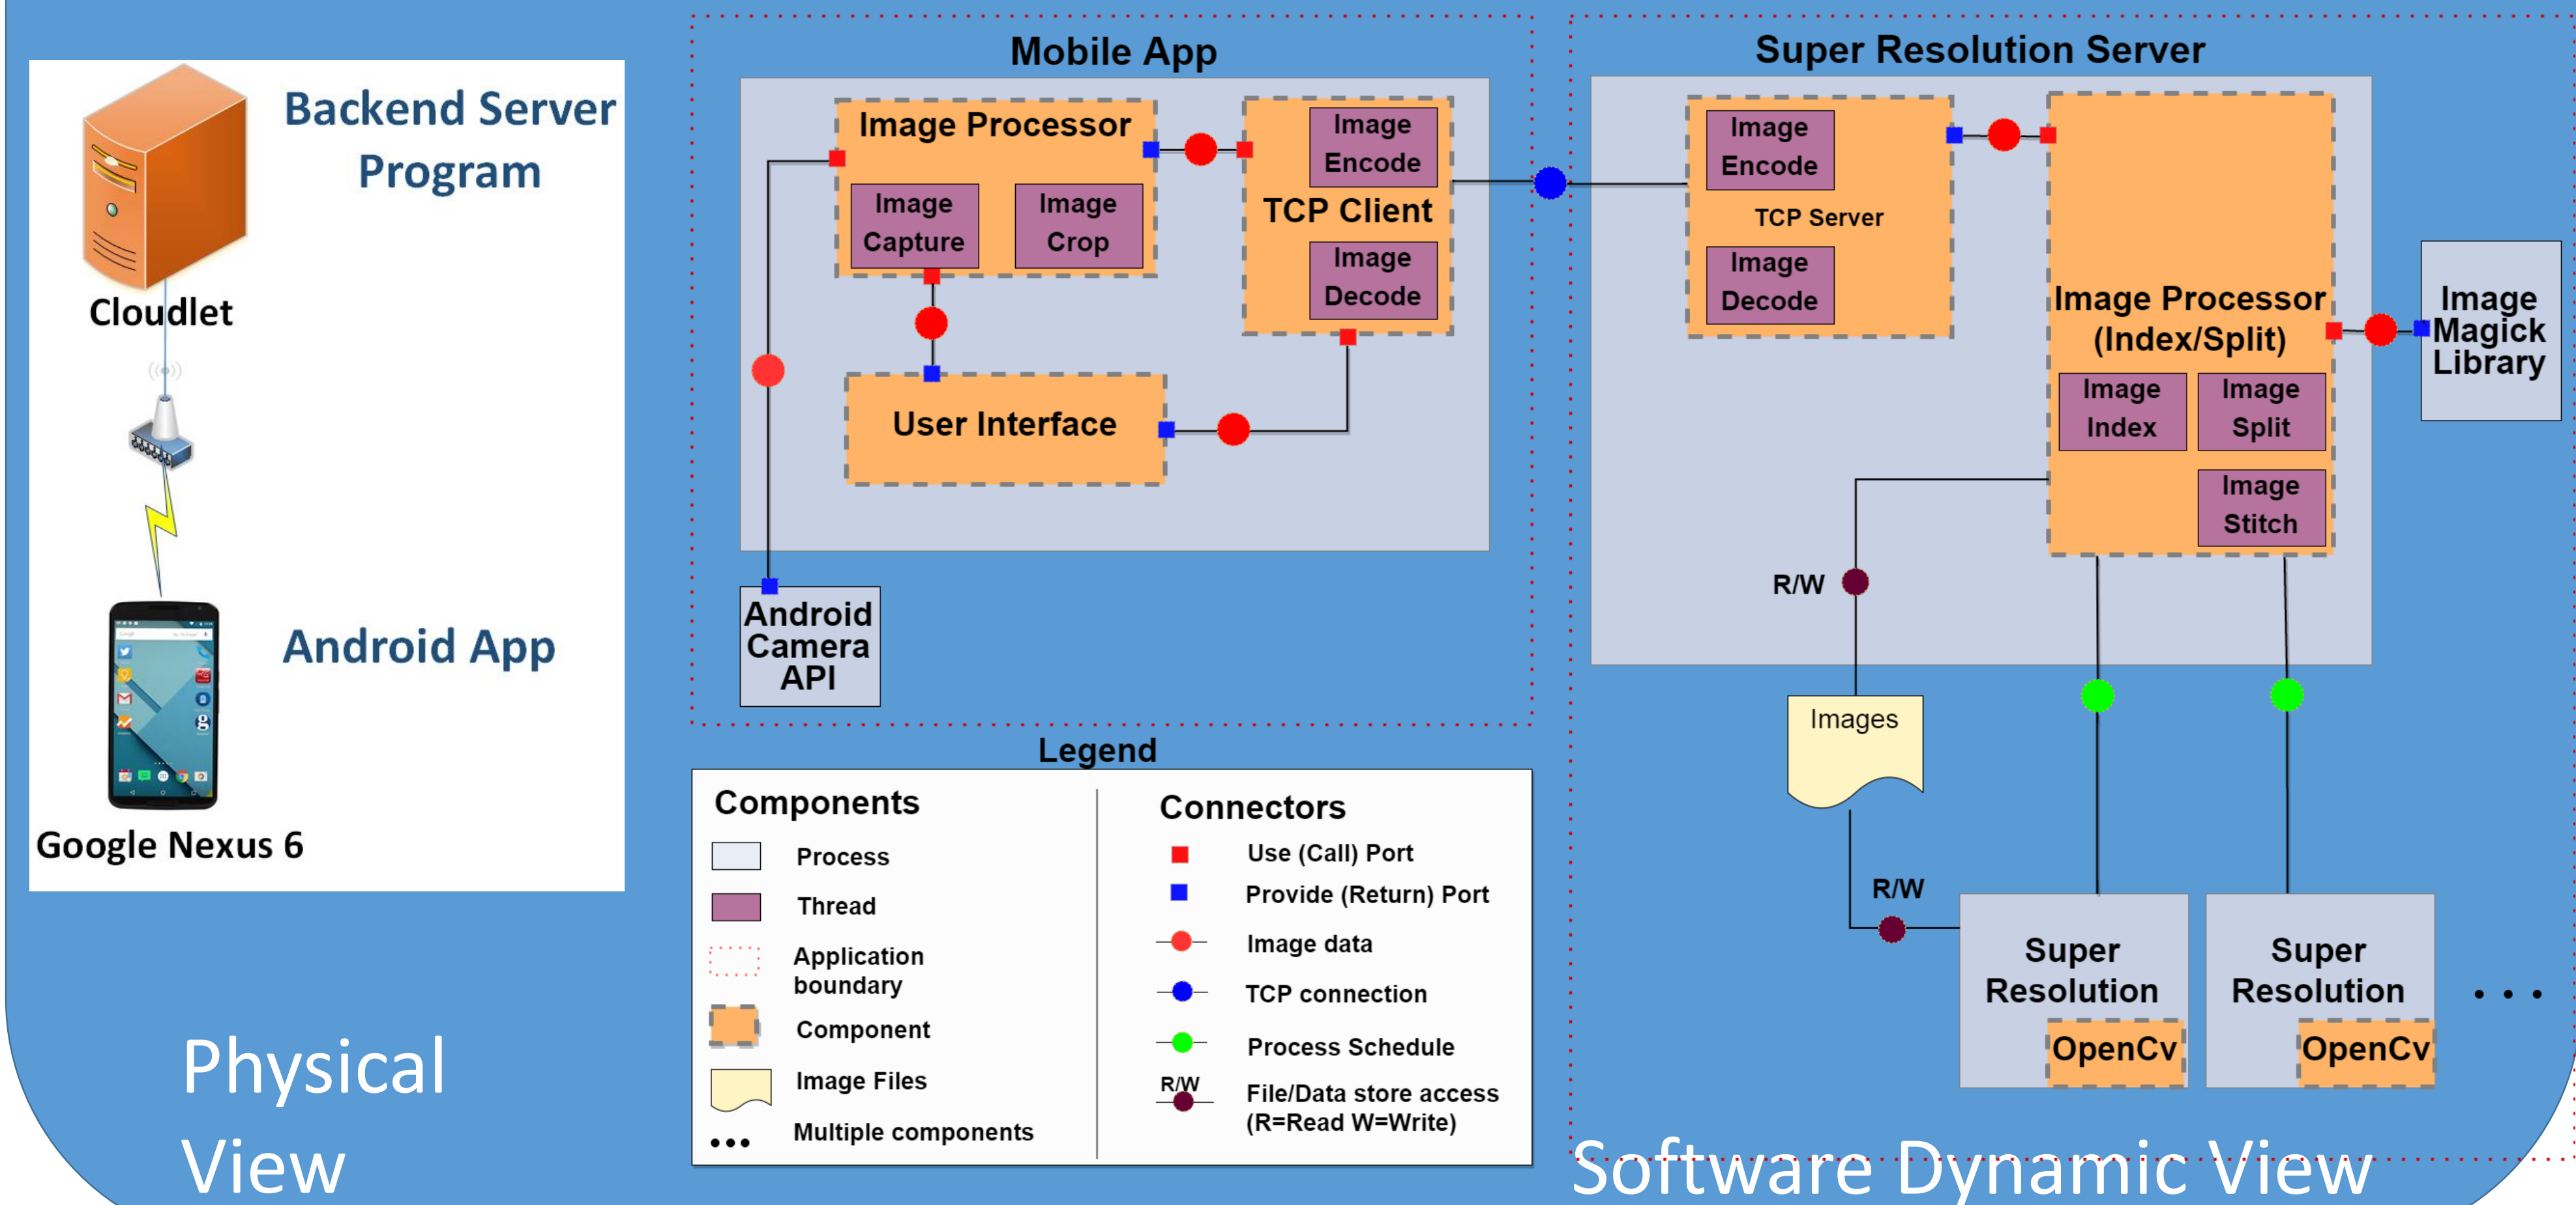 Backend Server
Program
Cloudlet
Android App
Google Nexus 6
Physical
View
Mobile App
Image Processor
Image
Capture
Image
Crop
Image
Encode
TCP Client
Image
Decode
User Interface
Android
Camera
API
Super Resolution Server
Image
Encode
TCP Server
Image
Decode
Image Processor
(Index/Split)
Image
Index
Image
Split
Image
Stitch
Image
Magick
Library
R/W
Images
R/W
Super
Resolution
OpenCv
Super
Resolution
OpenCv
...
Legend
Components
Process
Thread
Application
boundary
Component
Image Files
Multiple components
Connectors
Use (Call) Port
Provide (Return) Port
Image data
TCP connection
Process Schedule
R/W
File/Data store access
(R=Read W=Write)
Software Dynamic View